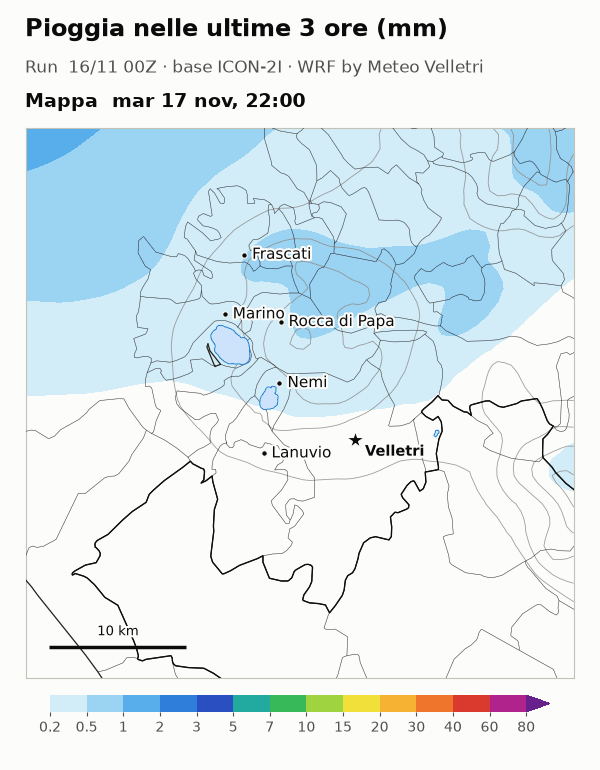 Pioggia nelle ultime 3 ore (mm)
Run  16/11 00Z · base ICON-2I · WRF by Meteo Velletri
Mappa  mar 17 nov, 22:00
Frascati
Marino
Rocca di Papa
Nemi
Velletri
Lanuvio
10 km
0.2 0.5 1 2 3 5 7 10 15 20 30 40 60 80